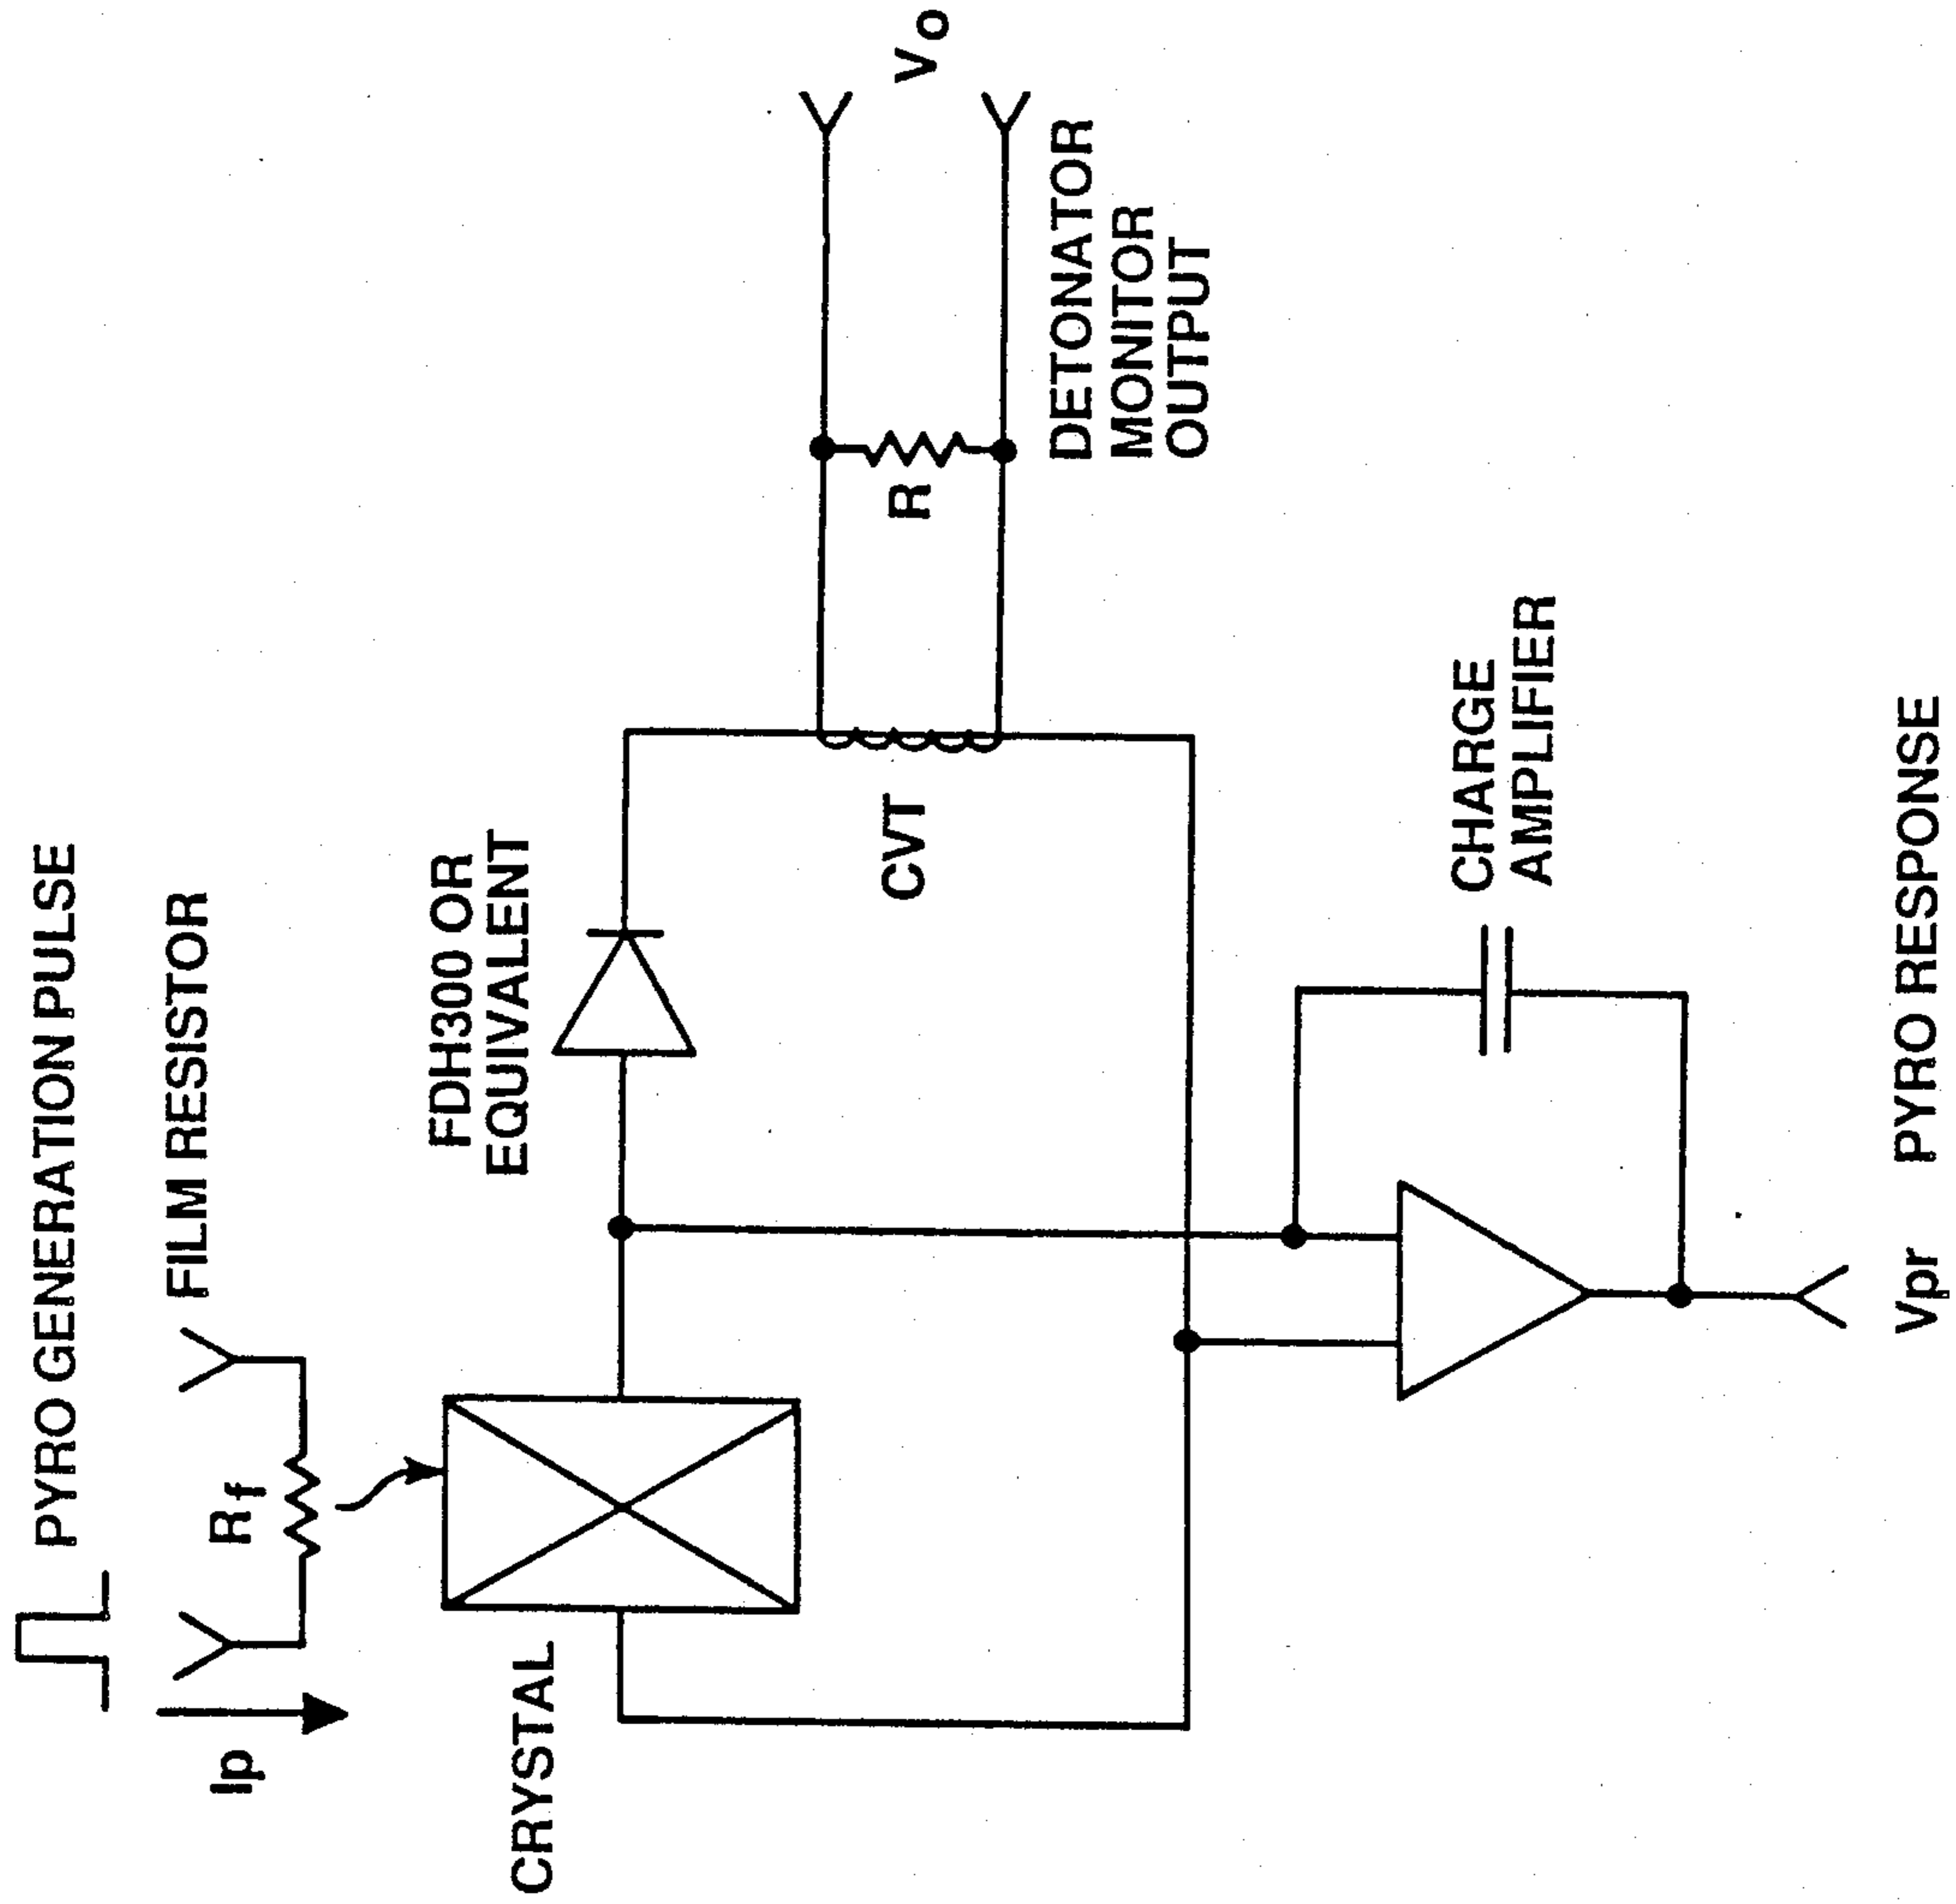 PYRO GENERATION PULSE
Ip
Rf
FILM RESISTOR
CRYSTAL
FDH300 OR
EQUIVALENT
CVT
R
Vo
DETONATOR
MONITOR
OUTPUT
CHARGE
AMPLIFIER
Vpr PYRO RESPONSE